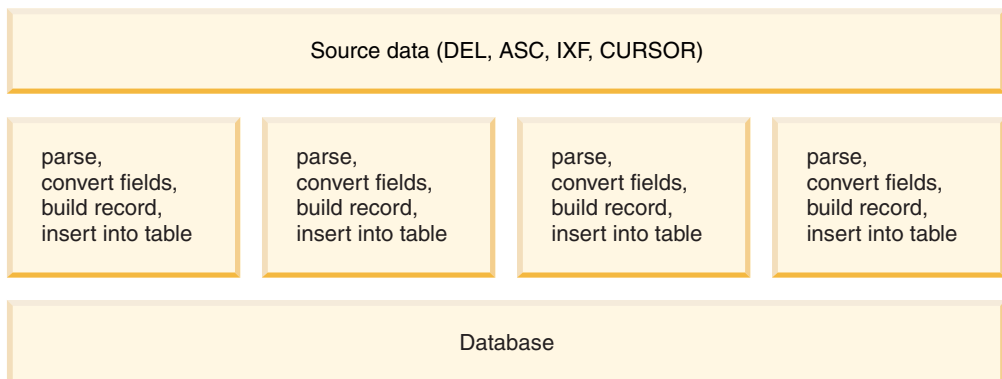 Source data (DEL, ASC, IXF, CURSOR)
parse,
convert fields,
build record,
insert into table
parse,
convert fields,
build record,
insert into table
parse,
convert fields,
build record,
insert into table
parse,
convert fields,
build record,
insert into table
Database